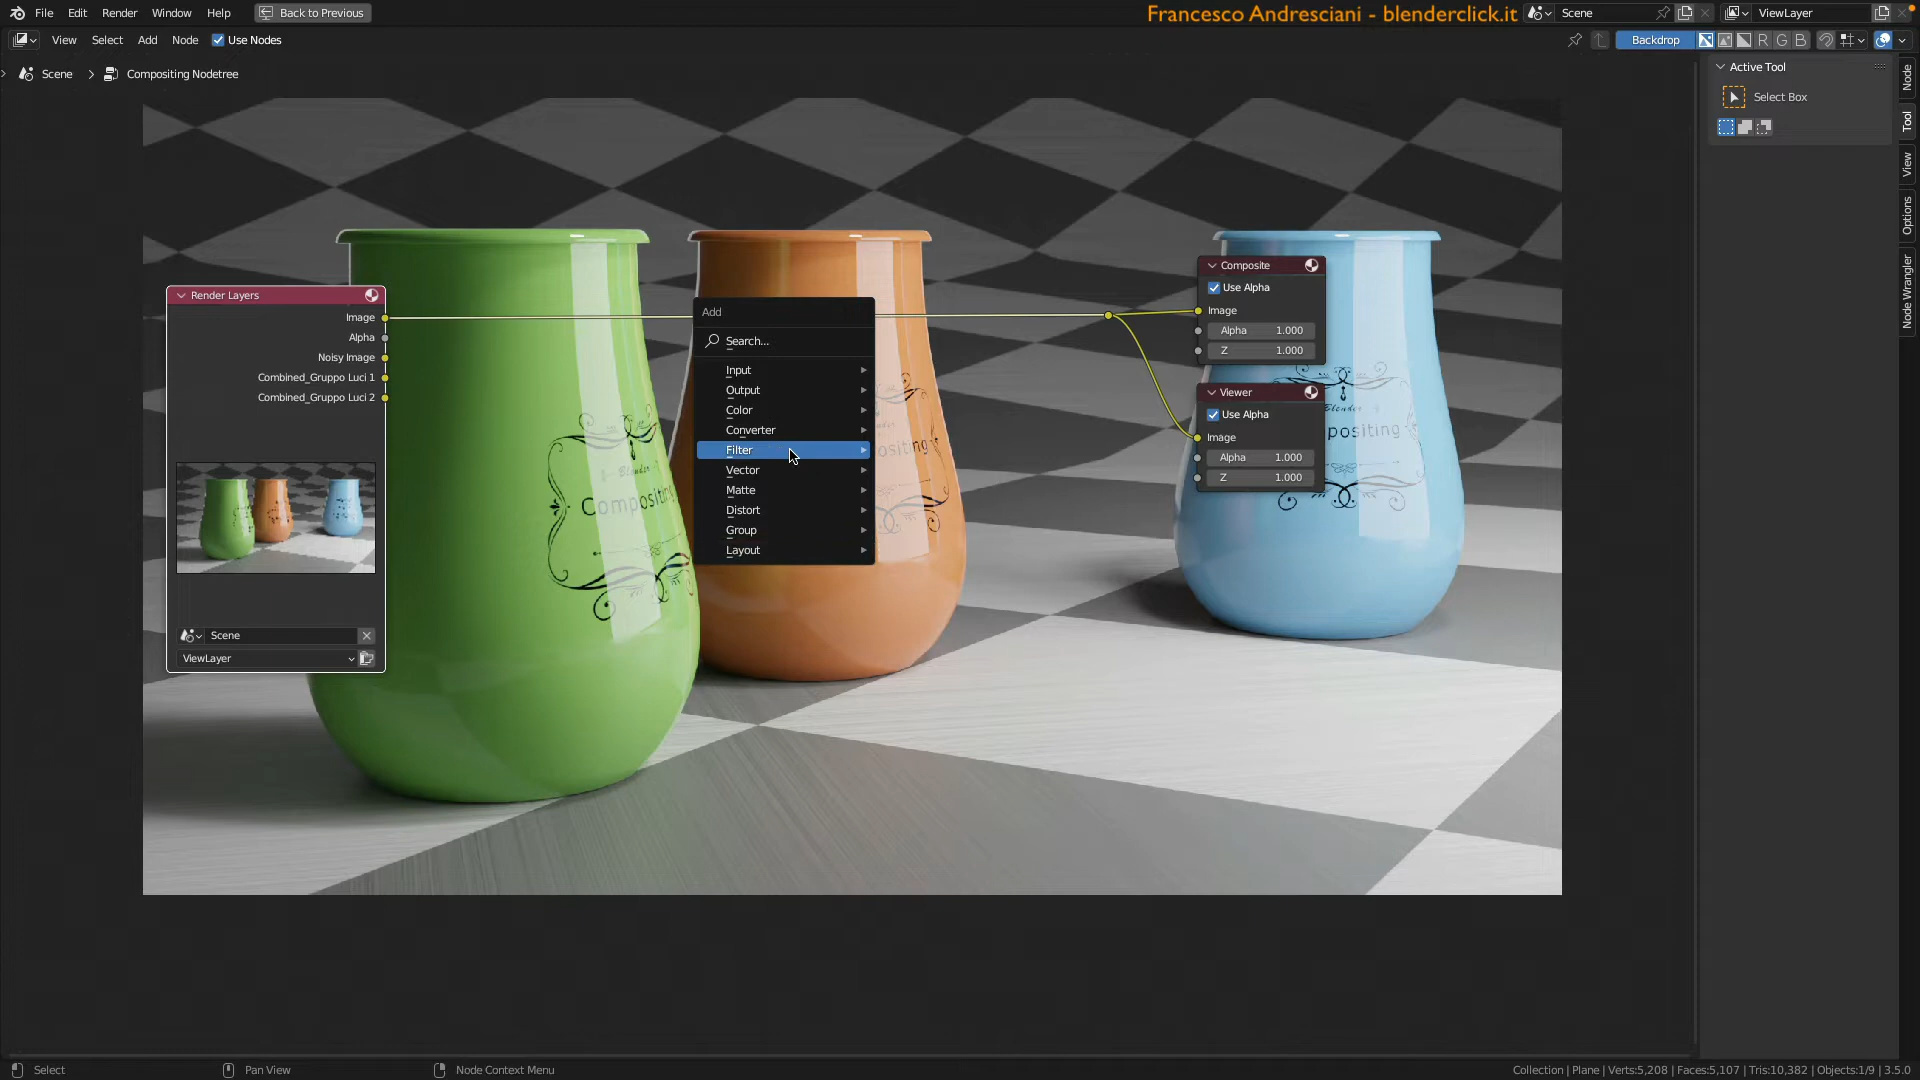 File Edit Render Window Help Back to Previous
Francesco Andresciani - blenderclick.it
Scene
ViewLayer
View Select Add Node Use Nodes
Backdrop
R G B
Scene Compositing Nodetree
Active Tool
Select Box
Node
Tool
View
Options
Node Wrangler
Render Layers
Image
Alpha
Noisy Image
Combined_Gruppo Luci 1
Combined_Gruppo Luci 2
Scene
ViewLayer
Add
Search...
Input
Output
Color
Converter
Filter
Vector
Matte
Distort
Group
Layout
Composite
Use Alpha
Image
Alpha 1.000
Z 1.000
Viewer
Use Alpha
Image
Alpha 1.000
Z 1.000
Blender
Compositing
ositing
Blender
positing
Select
Pan View
Node Context Menu
Collection | Plane | Verts:5,208 | Faces:5,107 | Tris:10,382 | Objects:1/9 | 3.5.0